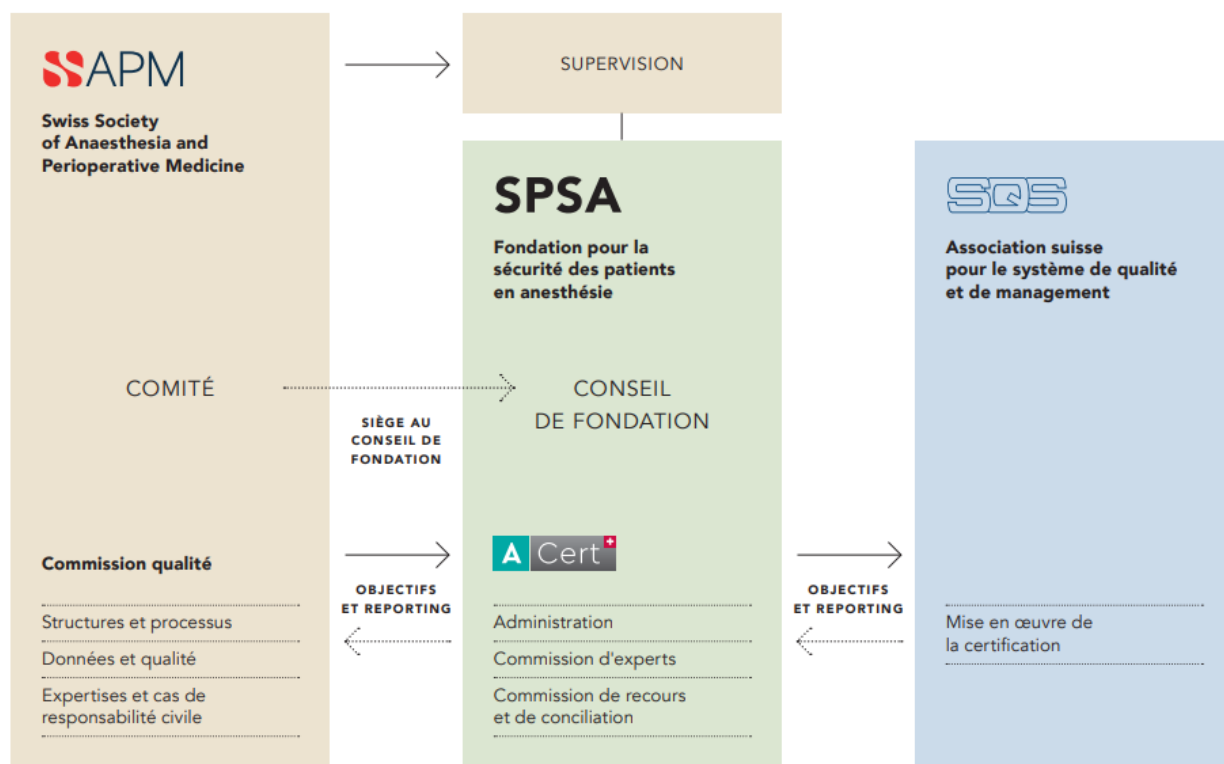 SSAPM
Swiss Society
of Anaesthesia and
Perioperative Medicine
COMITÉ
Commission qualité
Structures et processus
Données et qualité
Expertises et cas de
responsabilité civile
SIÈGE AU
CONSEIL DE
FONDATION
OBJECTIFS
ET REPORTING
SUPERVISION
SPSA
Fondation pour la
sécurité des patients
en anesthésie
CONSEIL
DE FONDATION
A Cert
Administration
Commission d'experts
Commission de recours
et de conciliation
OBJECTIFS
ET REPORTING
SQS
Association suisse
pour le système de qualité
et de management
Mise en œuvre de
la certification